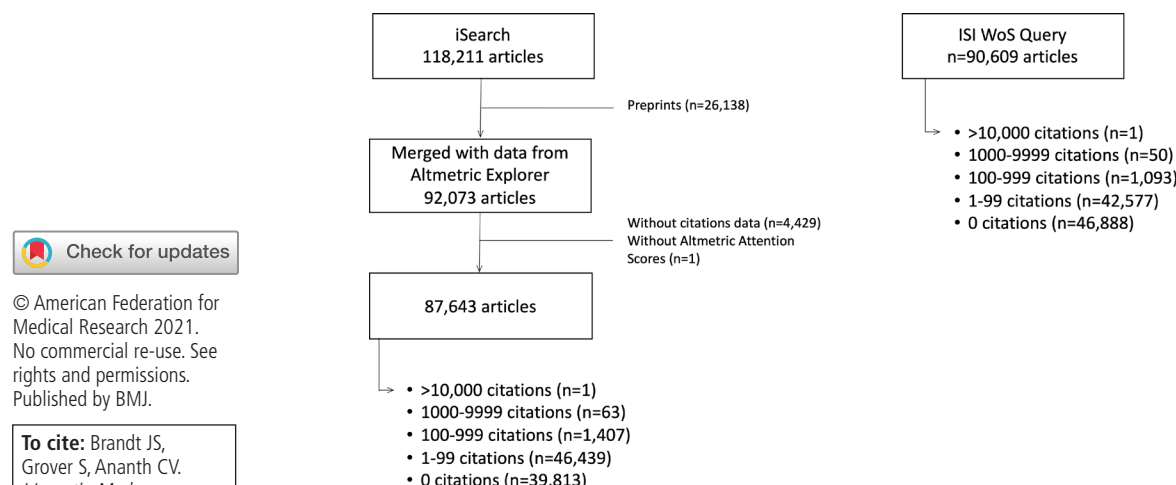 iSearch
118,211 articles
Preprints (n=26,138)
Merged with data from
Altmetric Explorer
92,073 articles
Without citations data (n=4,429)
Without Altmetric Attention
Scores (n=1)
87,643 articles
• >10,000 citations (n=1)
• 1000-9999 citations (n=63)
• 100-999 citations (n=1,407)
• 1-99 citations (n=46,439)
• 0 citations (n=39,813)
ISI WoS Query
n=90,609 articles
• >10,000 citations (n=1)
• 1000-9999 citations (n=50)
• 100-999 citations (n=1,093)
• 1-99 citations (n=42,577)
• 0 citations (n=46,888)
Check for updates
© American Federation for
Medical Research 2021.
No commercial re-use. See
rights and permissions.
Published by BMJ.
To cite: Brandt JS,
Grover S, Ananth CV.